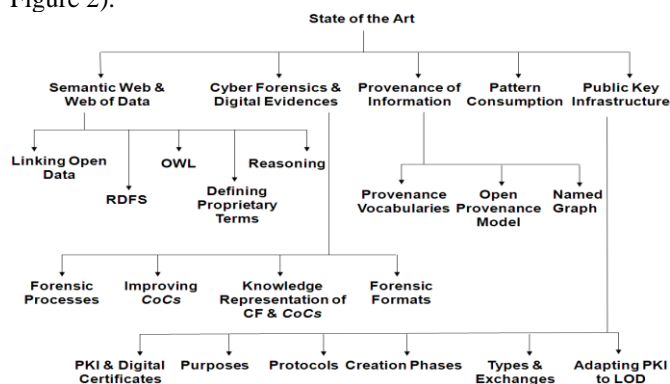 Figure 2).
State of the Art
Semantic Web &
Web of Data
Cyber Forensics &
Digital Evidences
Provenance of
Information
Pattern
Consumption
Public Key
Infrastructure
Linking Open
Data
RDFS
OWL
Defining
Proprietary
Terms
Reasoning
Provenance
Vocabularies
Open
Provenance
Model
Named
Graph
Forensic
Processes
Improving
CoCs
Knowledge
Representation of
CF & CoCs
Forensic
Formats
PKI & Digital
Certificates
Purposes
Protocols
Creation Phases
Types &
Exchanges
Adapting PKI
to LOD